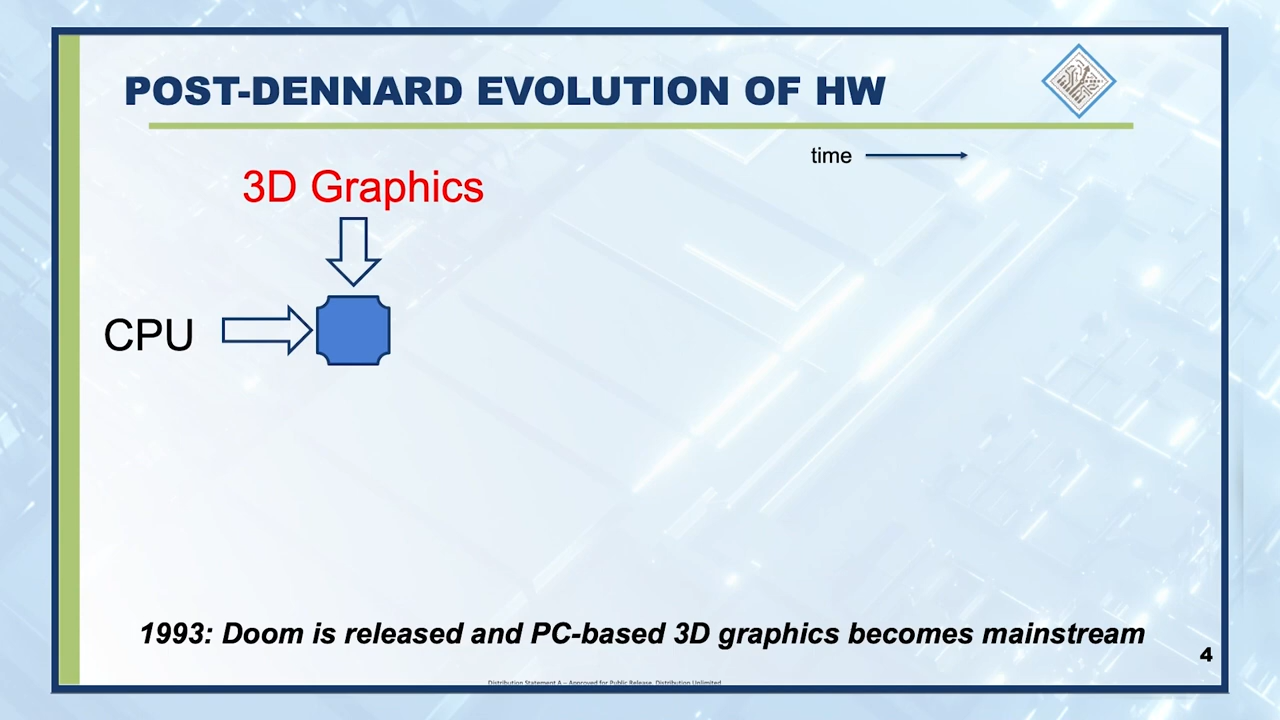 POST-DENNARD EVOLUTION OF HW
time
3D Graphics
CPU
1993: Doom is released and PC-based 3D graphics becomes mainstream
4
Distribution Statement A – Approved for Public Release, Distribution Unlimited